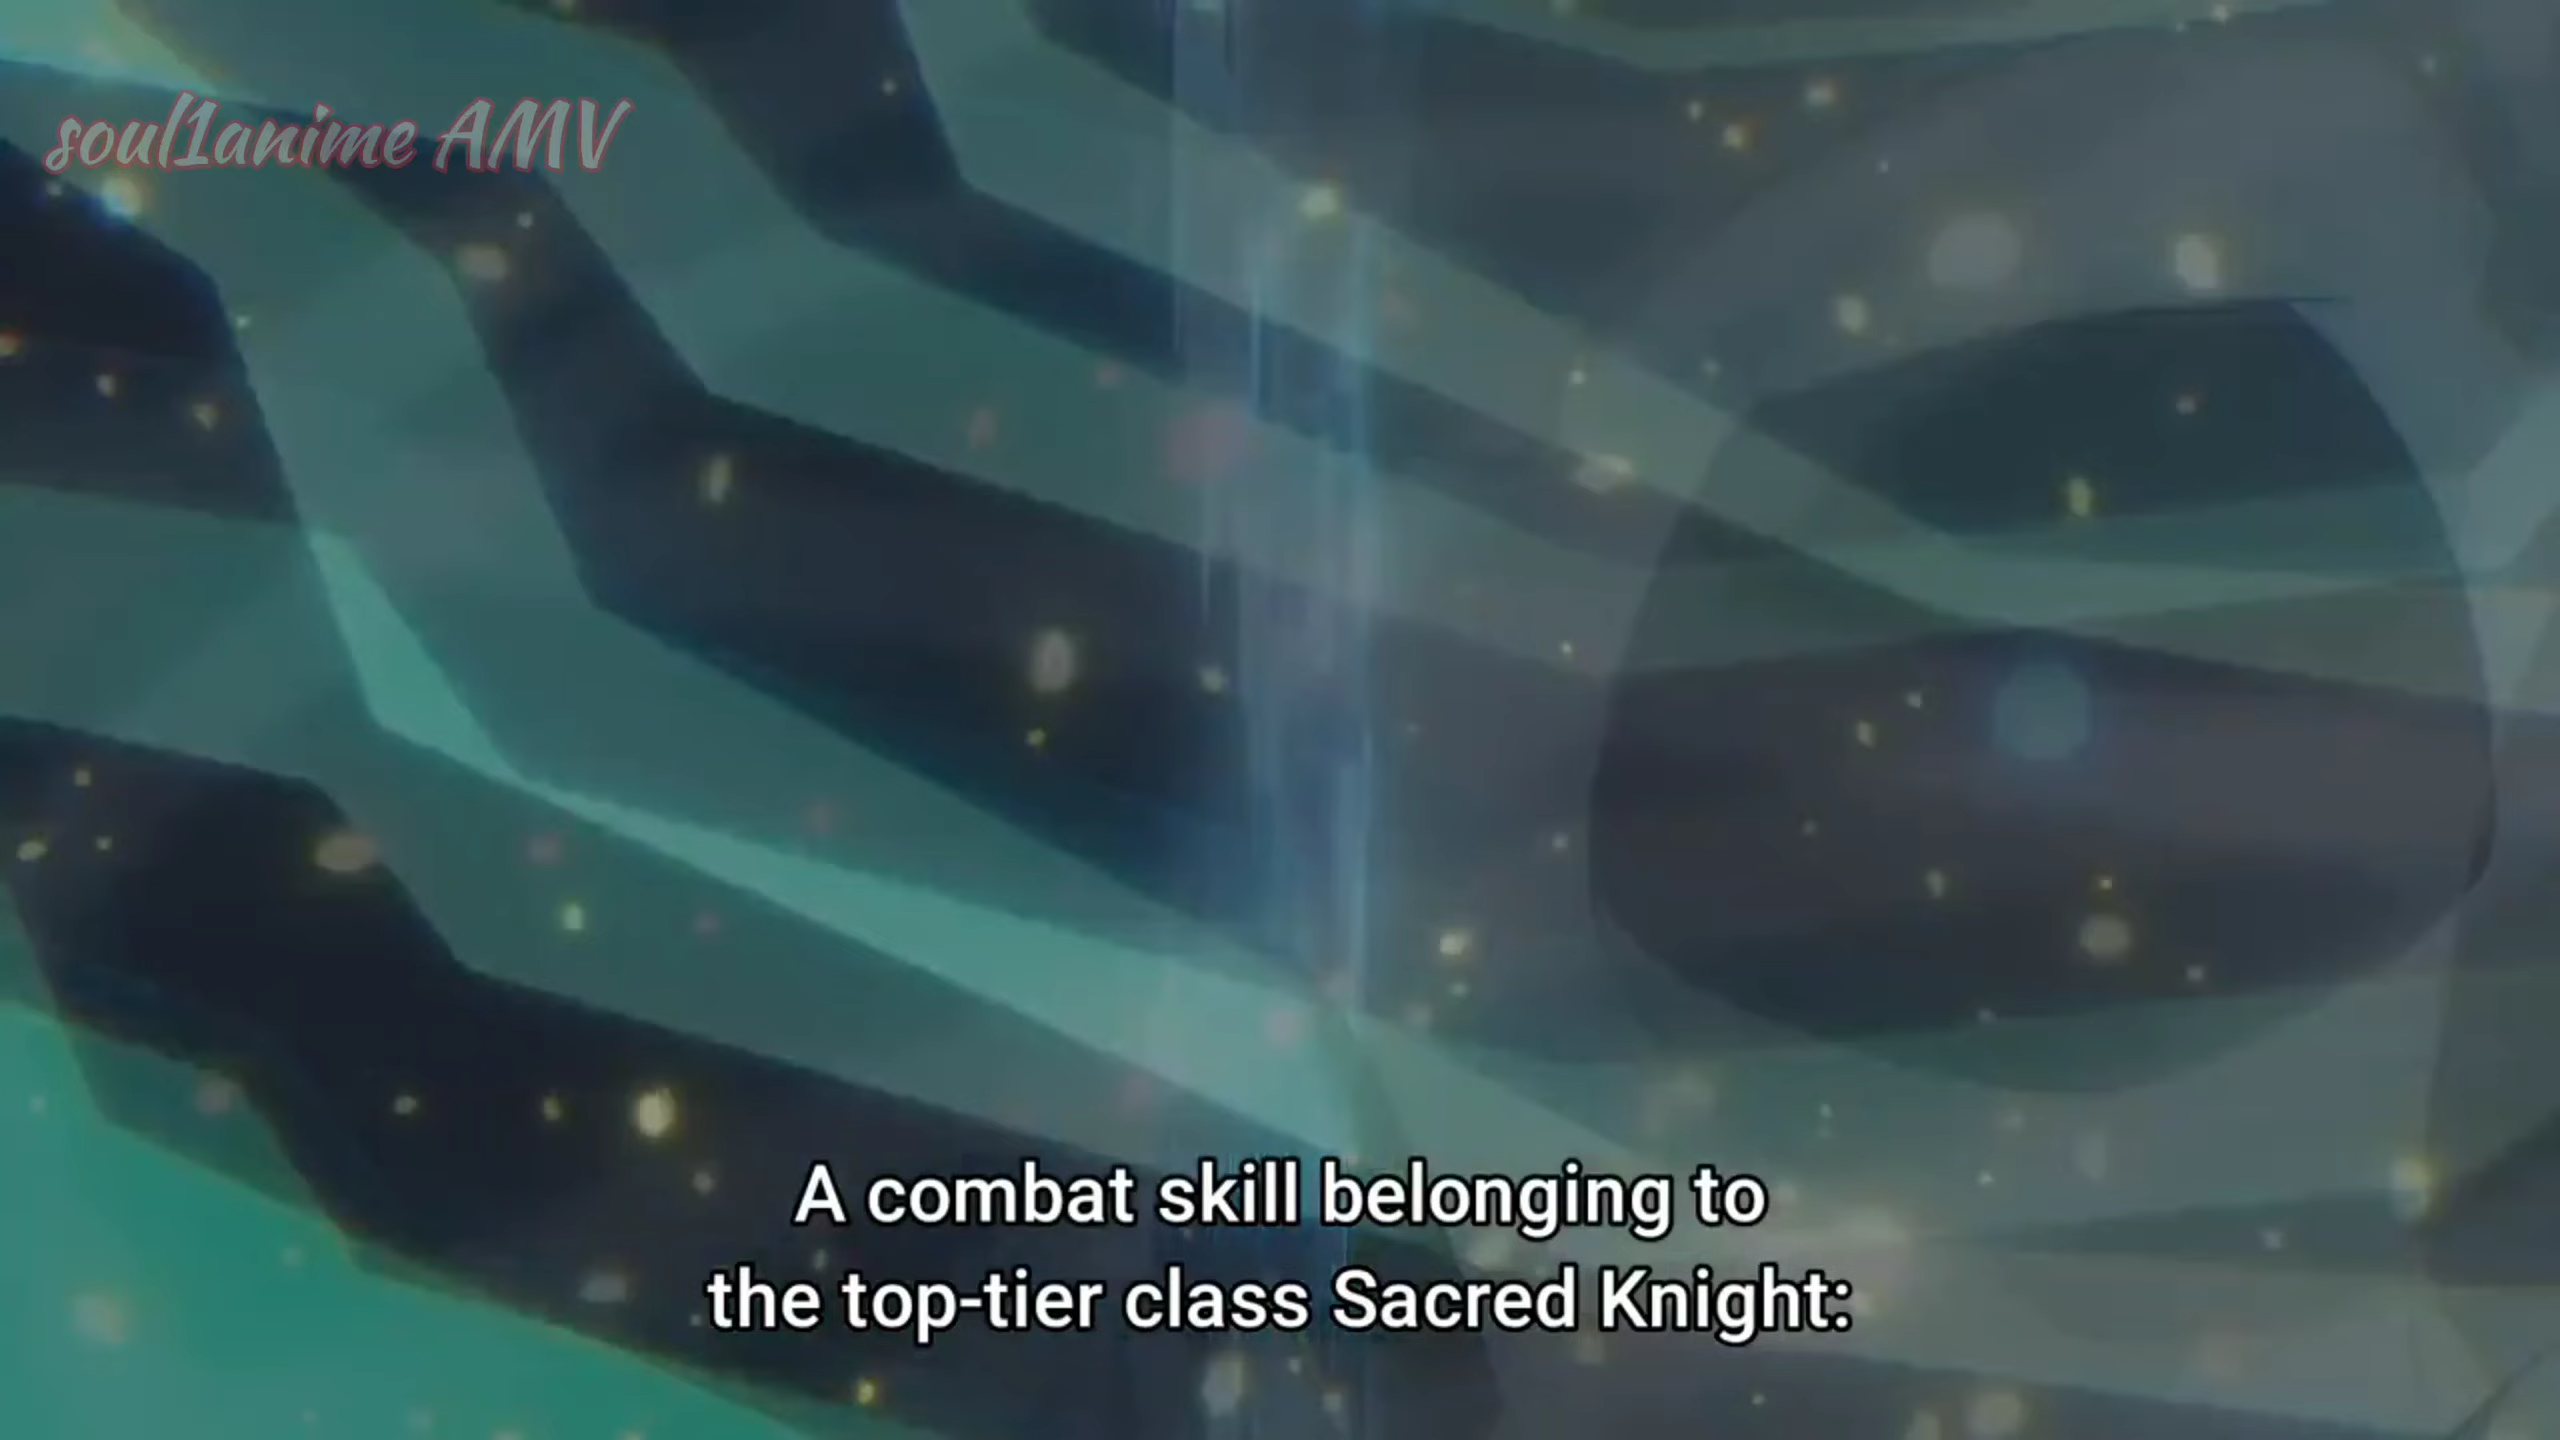 soul1anime AMV
A combat skill belonging to
the top-tier class Sacred Knight: